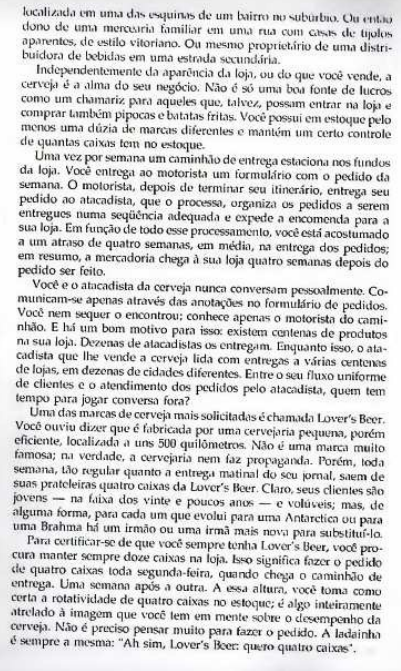 localizada em uma das esquinas de um bairro no subúrbio. Ou então
dono de uma mercearia familiar em uma rua com casas de tijolos
aparentes, de estilo vitoriano. Ou mesmo proprietário de uma distri-
buidora de bebidas em uma estrada secundária.
Independentemente da aparência da loja, ou do que você vende, a
cerveja é a alma do seu negócio. Não é só uma boa fonte de lucros
como um chamariz para aqueles que, talvez, possam entrar na loja e
comprar também pipocas e batatas fritas. Você possui em estoque pelo
menos uma dúzia de marcas diferentes e mantém um certo controle
de quantas caixas tem no estoque.
Uma vez por semana um caminhão de entrega estaciona nos fundos
da loja. Você entrega ao motorista um formulário com o pedido da
semana. O motorista, depois de terminar seu itinerário, entrega seu
pedido ao atacadista, que o processa, organiza os pedidos a serem
entregues numa seqüência adequada e expede a encomenda para a
sua loja. Em função de todo esse processamento, você está acostumado
a um atraso de quatro semanas, em média, na entrega dos pedidos;
em resumo, a mercadoria chega à sua loja quatro semanas depois do
pedido ser feito.
Você e o atacadista da cerveja nunca conversam pessoalmente. Co-
municam-se apenas através das anotações no formulário de pedidos.
Você nem sequer o encontrou; conhece apenas o motorista do cami-
nhão. E há um bom motivo para isso: existem centenas de produtos
na sua loja. Dezenas de atacadistas os entregam. Enquanto isso, o ata-
cadista que lhe vende a cerveja lida com entregas a várias centenas
de lojas, em dezenas de cidades diferentes. Entre o seu fluxo uniforme
de clientes e o atendimento dos pedidos pelo atacadista, quem tem
tempo para jogar conversa fora?
Uma das marcas de cerveja mais solicitadas é chamada Lover's Beer.
Você ouviu dizer que é fabricada por uma cervejaria pequena, porém
eficiente, localizada a uns 500 quilômetros. Não é uma marca muito
famosa; na verdade, a cervejaria nem faz propaganda. Porém, toda
semana, tão regular quanto a entrega matinal do seu jornal, saem de
suas prateleiras quatro caixas da Lover's Beer. Claro, seus clientes são
jovens — na faixa dos vinte e poucos anos — e volúveis; mas, de
alguma forma, para cada um que evolui para uma Antarctica ou para
uma Brahma há um irmão ou uma irmã mais nova para substituí-lo.
Para certificar-se de que você sempre tenha Lover's Beer, você pro-
cura manter sempre doze caixas na loja. Isso significa fazer o pedido
de quatro caixas toda segunda-feira, quando chega o caminhão de
entrega. Uma semana após a outra. A essa altura, você toma como
certa a rotatividade de quatro caixas no estoque; é algo inteiramente
atrelado à imagem que você tem em mente sobre o desempenho da
cerveja. Não é preciso pensar muito para fazer o pedido. A ladainha
é sempre a mesma: "Ah sim, Lover's Beer: quero quatro caixas".